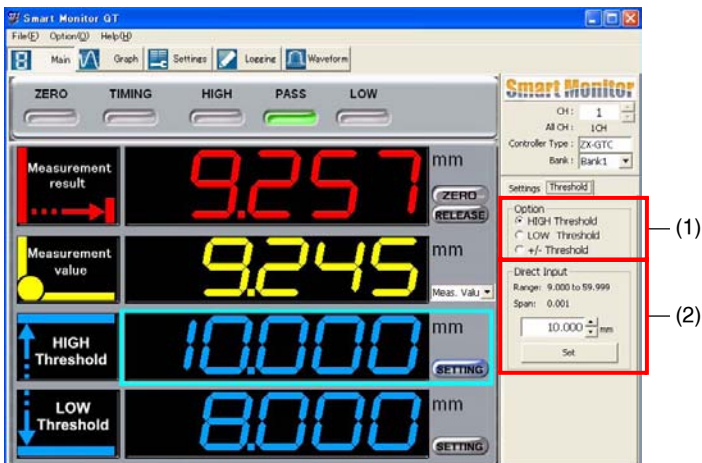 Smart Monitor GT
File(F) Option(O) Help(H)
Main Graph Settings Logging Waveform
ZERO TIMING HIGH PASS LOW
Measurement result
9.257 mm
ZERO
RELEASE
Measurement value
9.245 mm
Meas. Valu
HIGH Threshold
10.000 mm
SETTING
LOW Threshold
8.000 mm
SETTING
Smart Monitor
CH : 1
All CH : 1CH
Controller Type : ZX-GTC
Bank : Bank1
Settings Threshold
Option
HIGH Threshold
LOW Threshold
+/- Threshold
(1)
Direct Input
Range: 9.000 to 59.999
Span: 0.001
10.000 mm
Set
(2)